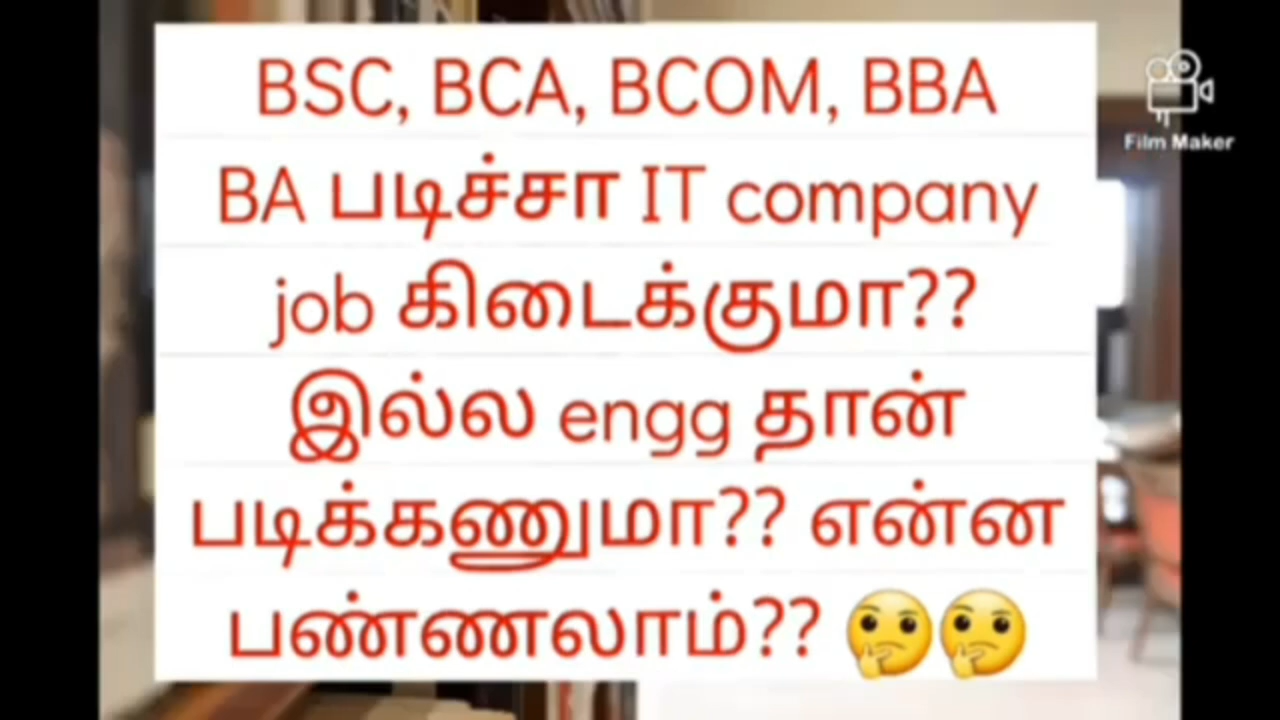 BSC, BCA, BCOM, BBA
BA படிச்சா IT company
job கிடைக்குமா??
இல்ல engg தான்
படிக்கணுமா?? என்ன
பண்ணலாம்?? 🤔🤔
Film Maker